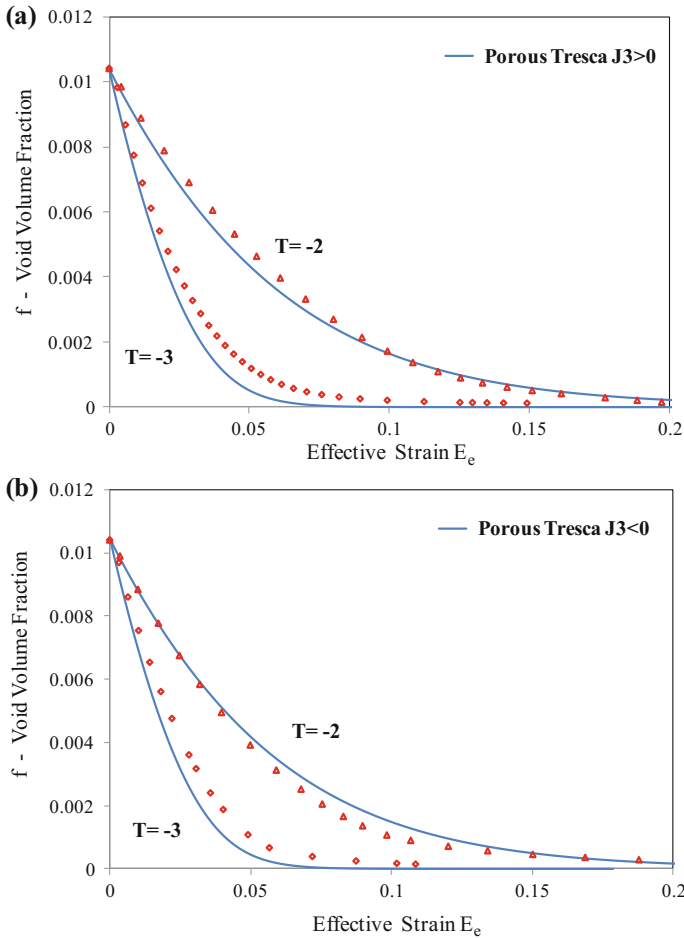 (a)
0.012
0.01
0.008
0.006
0.004
0.002
0
f - Void Volume Fraction
Porous Tresca J3>0
T= -2
T= -3
0 0.05 0.1 0.15 0.2
Effective Strain Ee
(b)
0.012
0.01
0.008
0.006
0.004
0.002
0
f - Void Volume Fraction
Porous Tresca J3<0
T= -2
T= -3
0 0.05 0.1 0.15 0.2
Effective Strain Ee